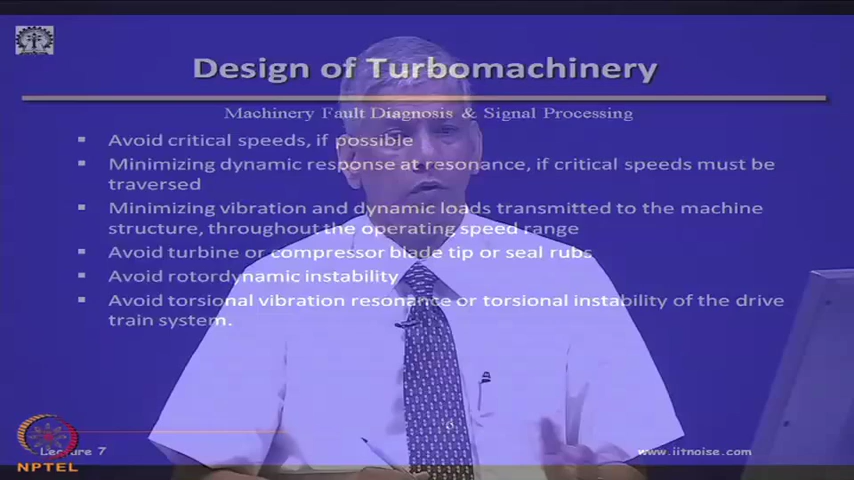 Design of Turbomachinery
Machinery Fault Diagnosis & Signal Processing
Avoid critical speeds, if possible
Minimizing dynamic response at resonance, if critical speeds must be
traversed
Minimizing vibration and dynamic loads transmitted to the machine
structure, throughout the operating speed range
Avoid turbine or compressor blade tip or seal rubs
Avoid rotordynamic instability
Avoid torsional vibration resonance or torsional instability of the drive
train system.
6
Lecture 7
www.iitnoise.com
NPTEL